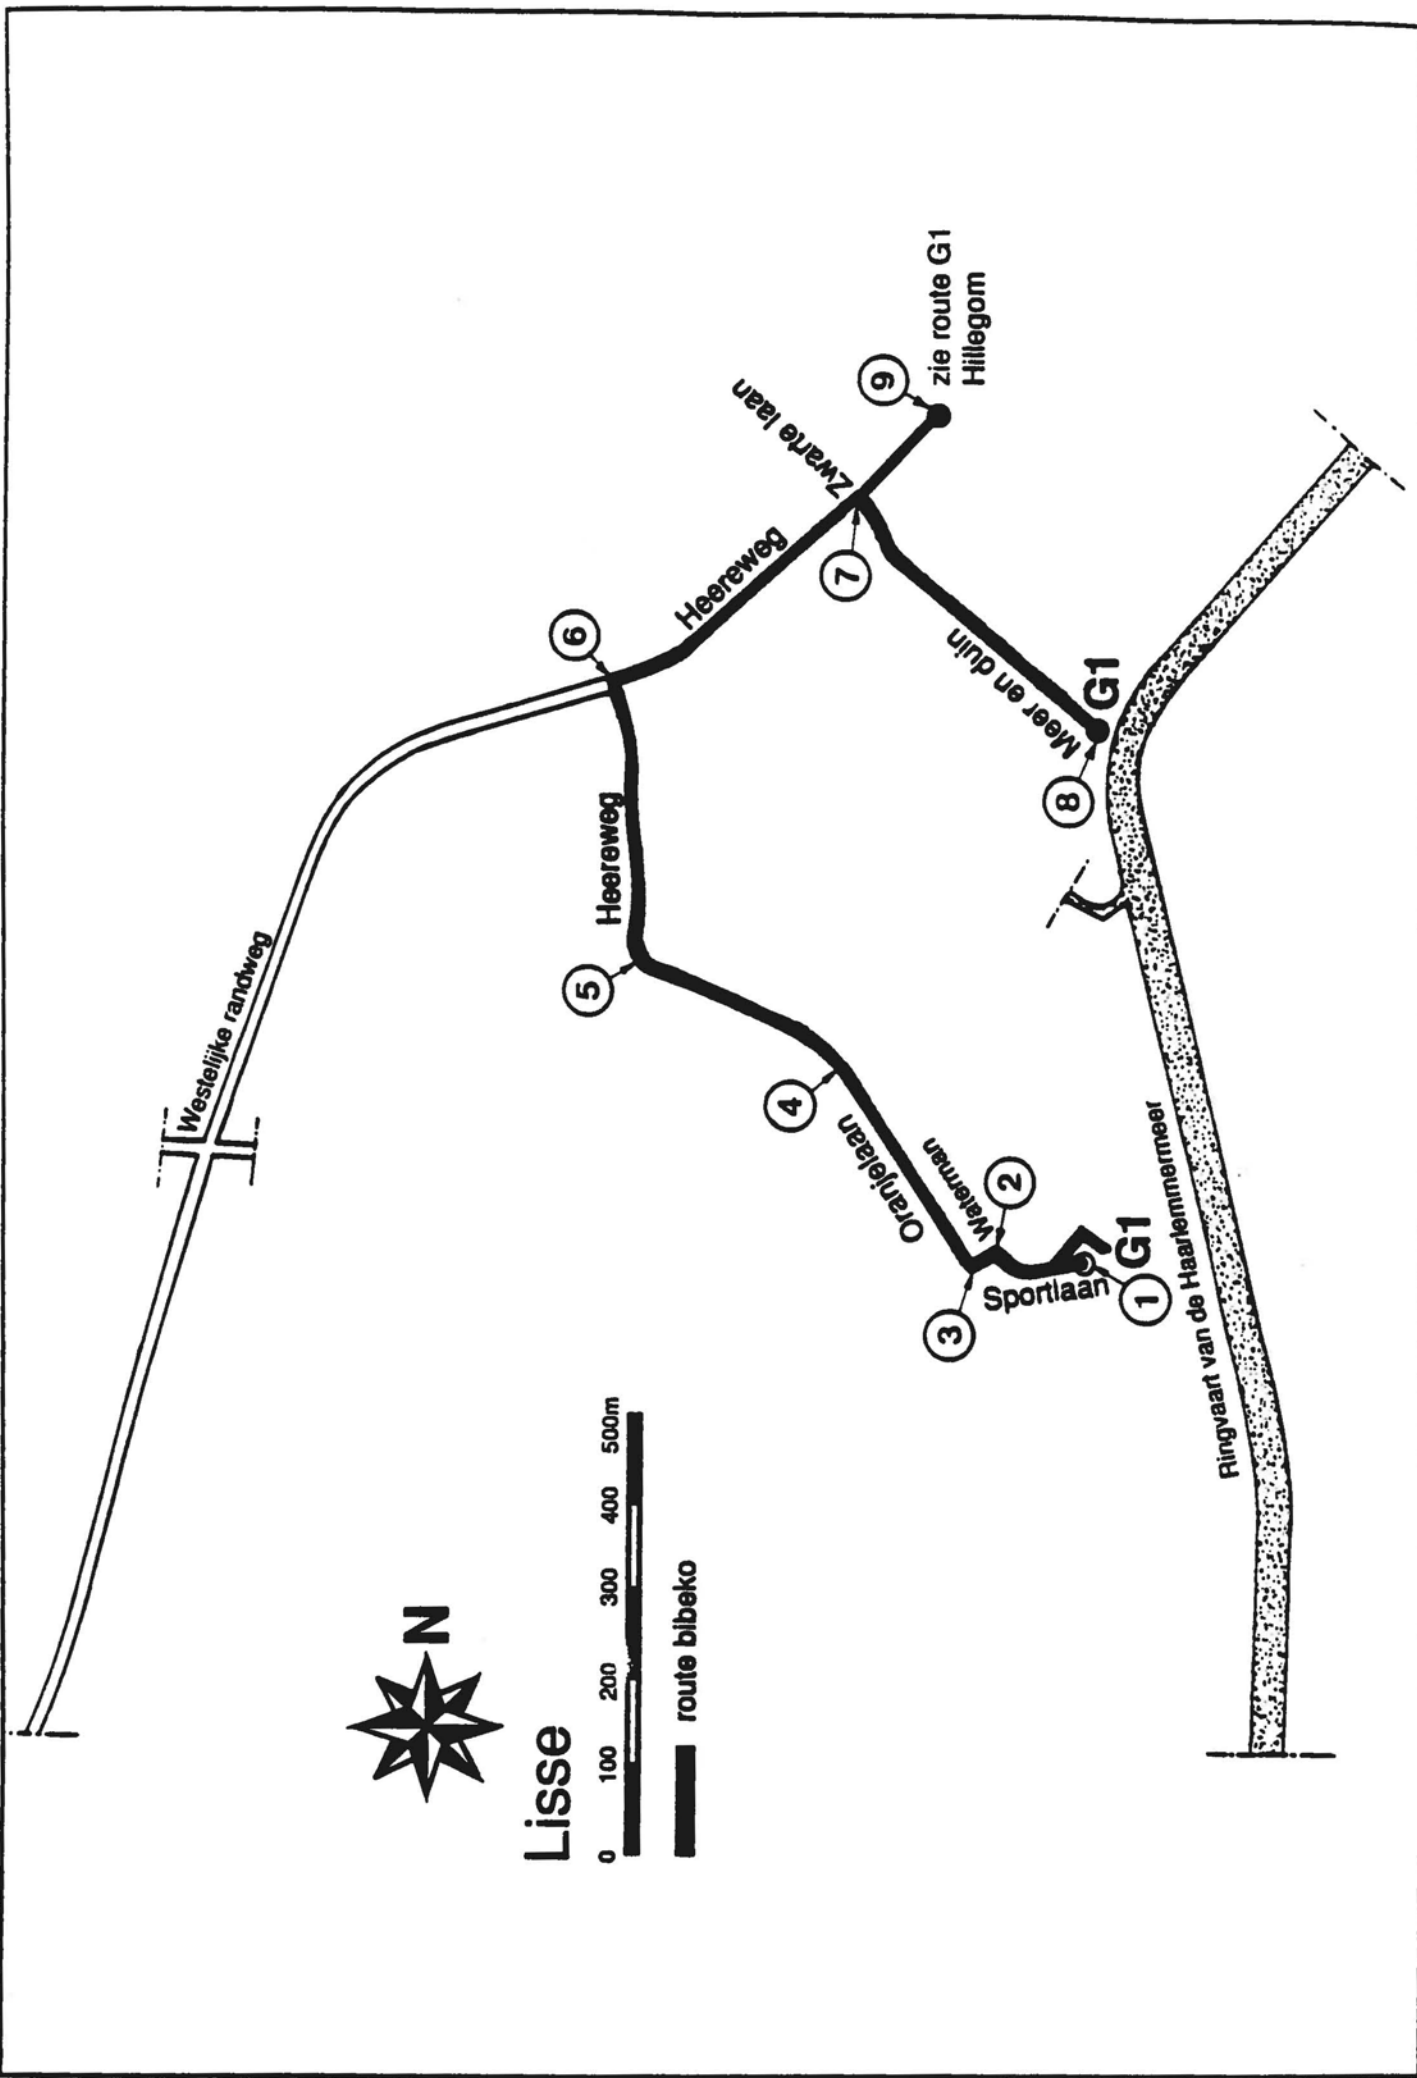 Westelijke randweg
N
Lisse
0 100 200 300 400 500m
route bibeko
Heereweg
Heereweg
Zwarte laan
Oranjelaan
Waterman
Sportlaan
Meer en duin
1
2
3
4
5
6
7
8
9
G1
G1
zie route G1
Hillegom
Ringvaart van de Haarlemmermeer